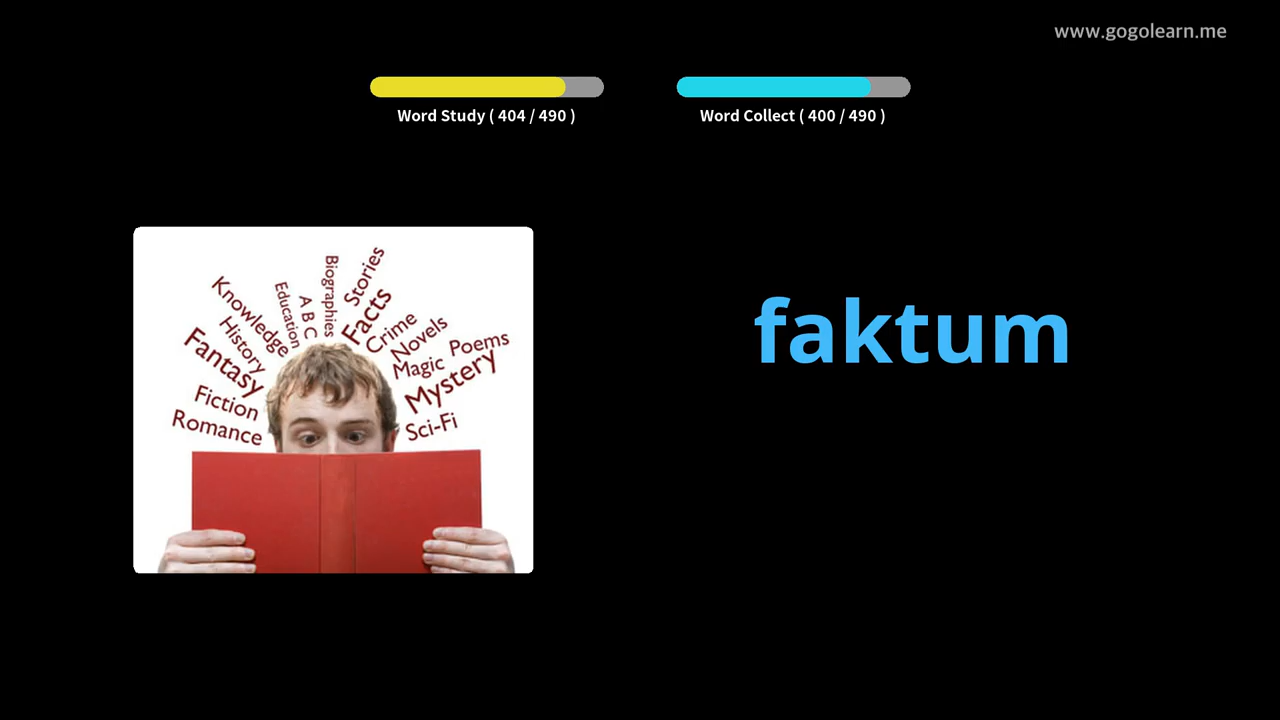 www.gogolearn.me
Word Study ( 404 / 490 )
Word Collect ( 400 / 490 )
faktum
Biographies
Stories
Education
A B C
Facts
Knowledge
History
Crime
Novels
Poems
Fantasy
Magic
Mystery
Fiction
Romance
Sci-Fi